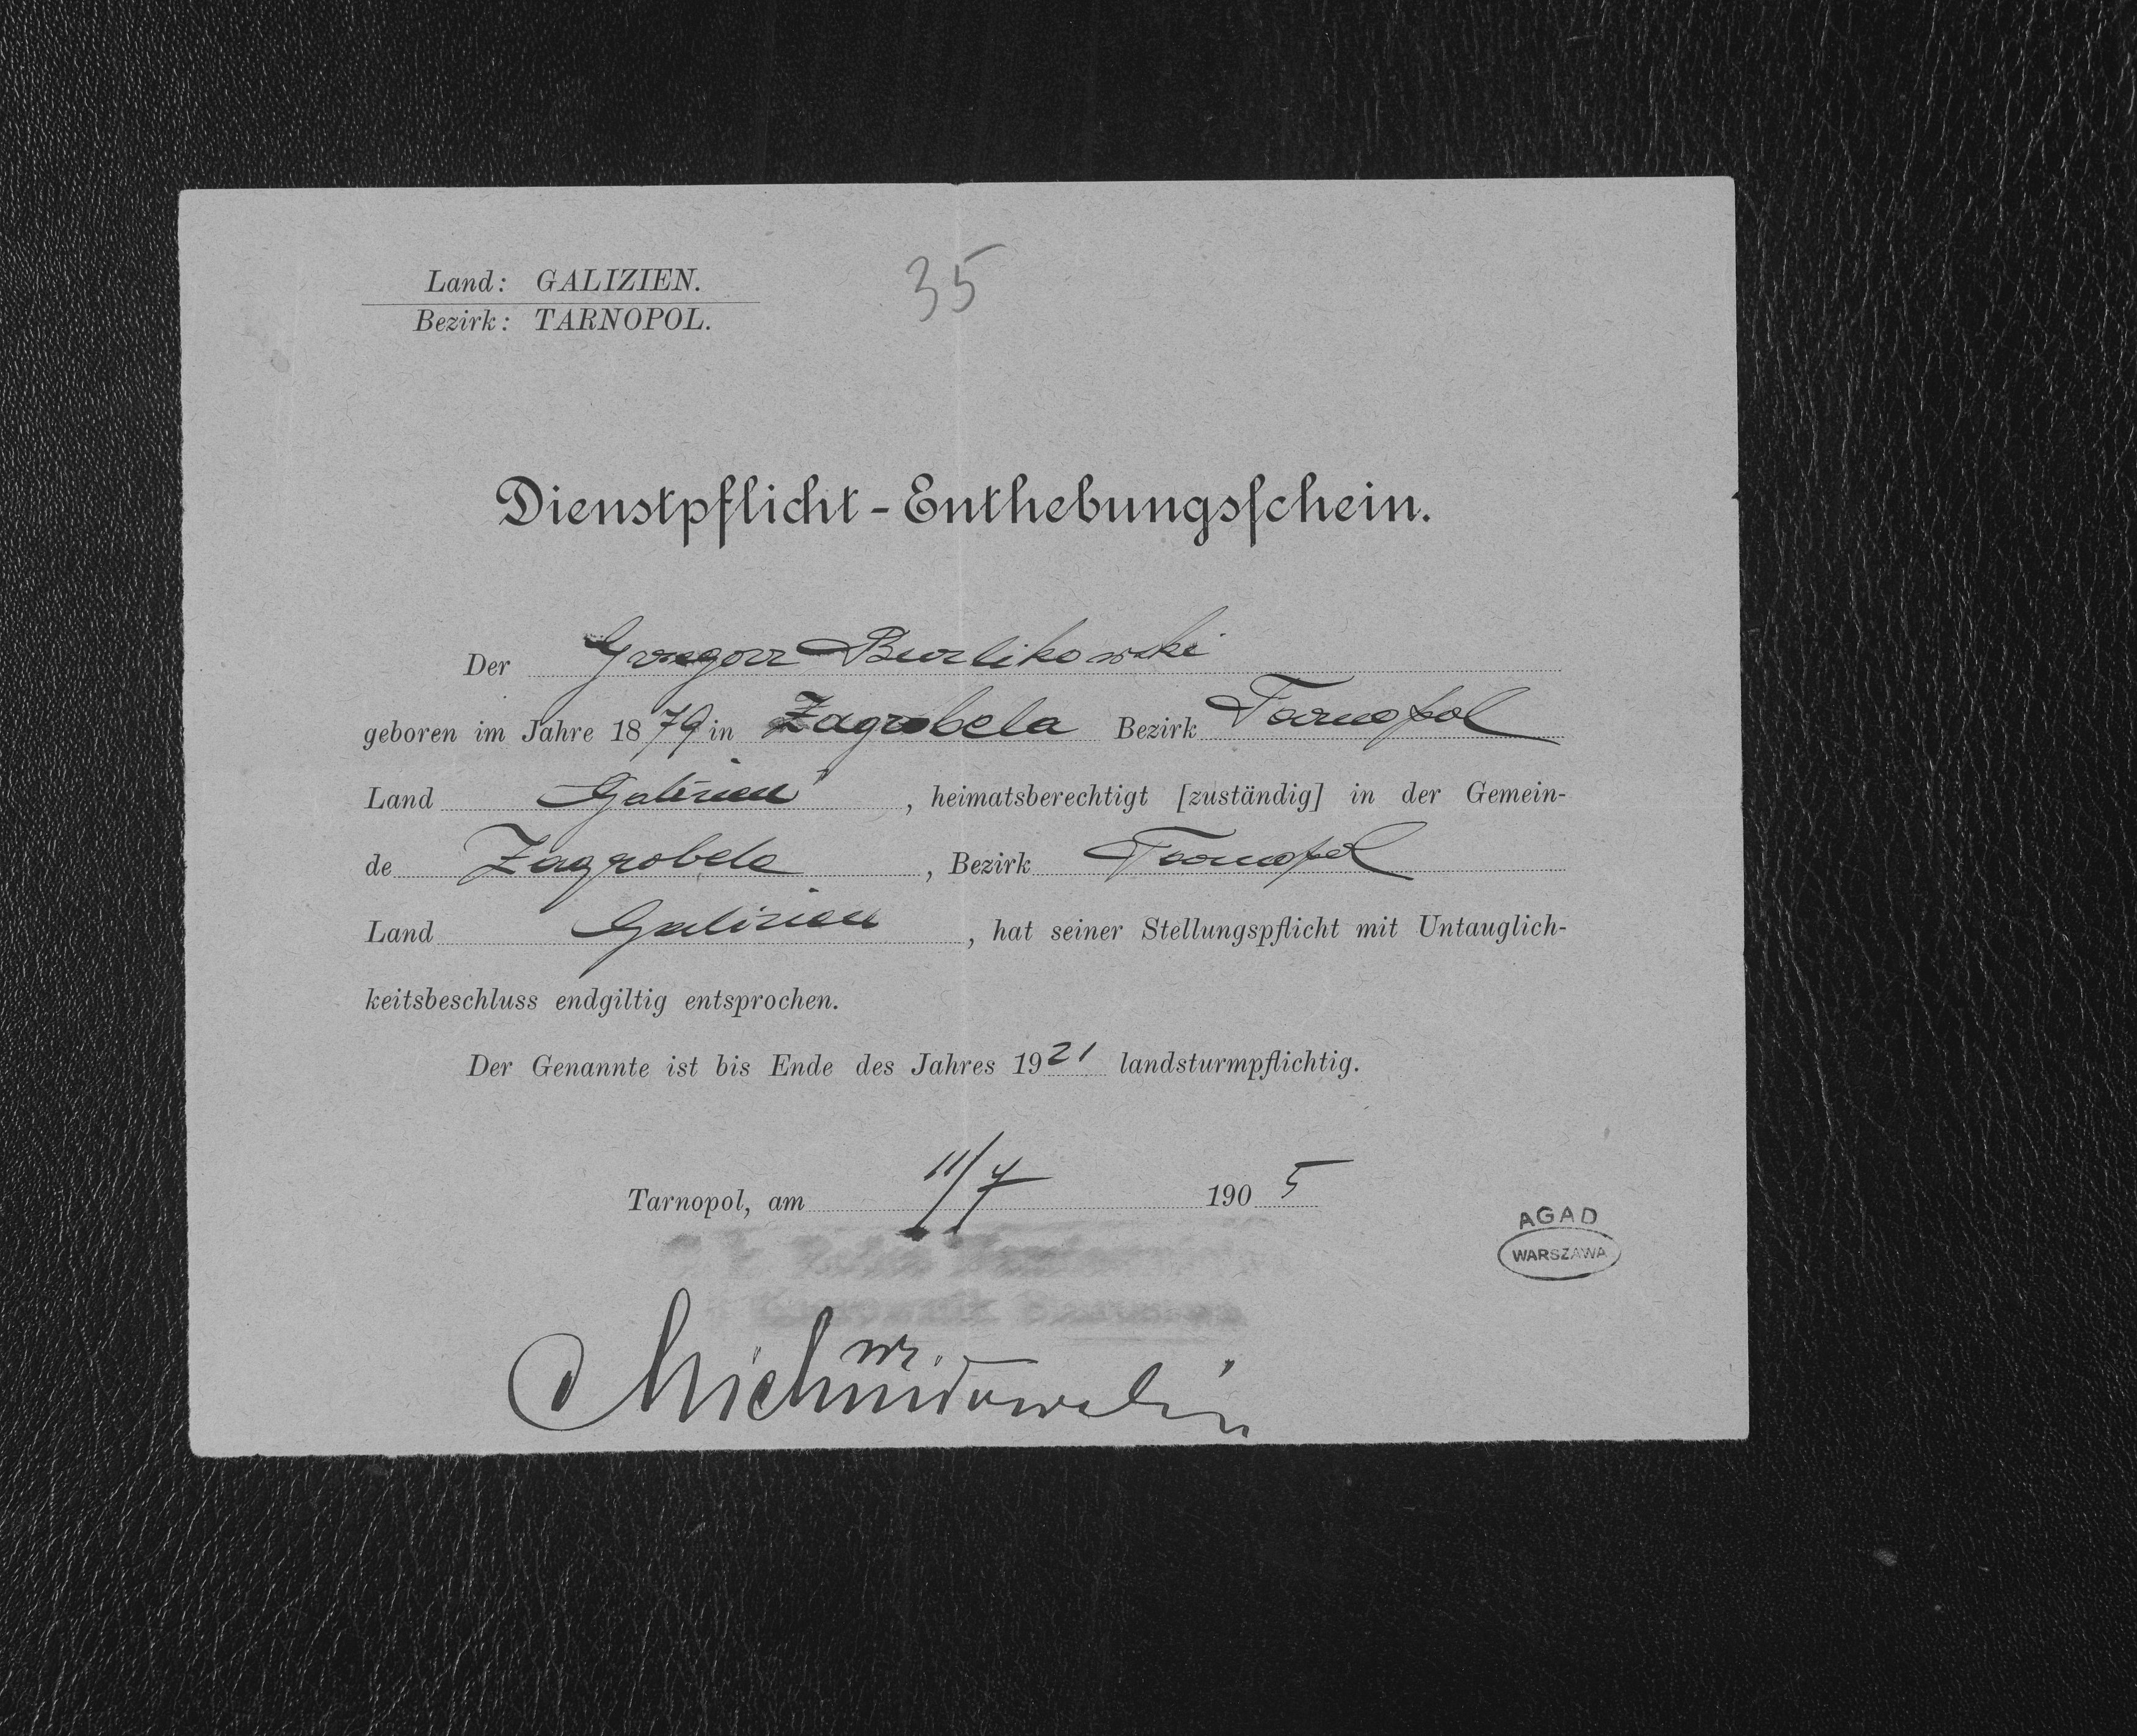 Land: GALIZIEN.
35
Bezirk: TARNOPOL.
Dienstpflicht-Enthebungsschein.
Der Grzegorz Burlikowski
geboren im Jahre 1879 in Zagrobela Bezirk Tarnopol
Land Galizien, heimatsberechtigt [zuständig] in der Gemein-
de Zagrobela, Bezirk Tarnopol
Land Galizien, hat seiner Stellungspflicht mit Untauglich-
keitsbeschluss endgiltig entsprochen.
Der Genannte ist bis Ende des Jahres 1921 landsturmpflichtig.
Tarnopol, am 11/7 1905
AGAD
WARSZAWA